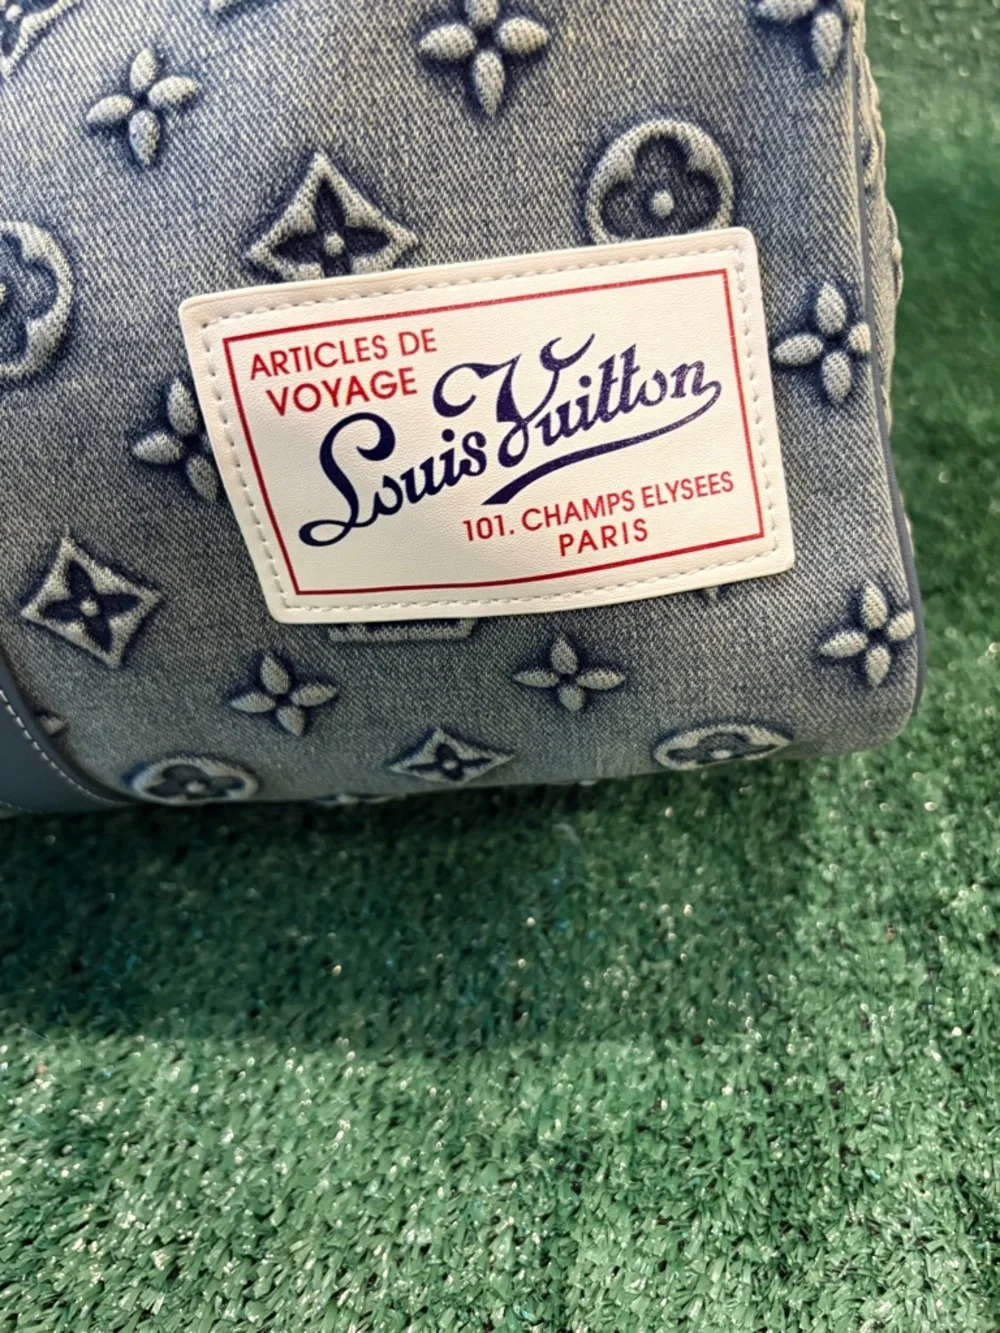 ARTICLES DE
VOYAGE
Louis Vuitton
101. CHAMPS ELYSEES
PARIS